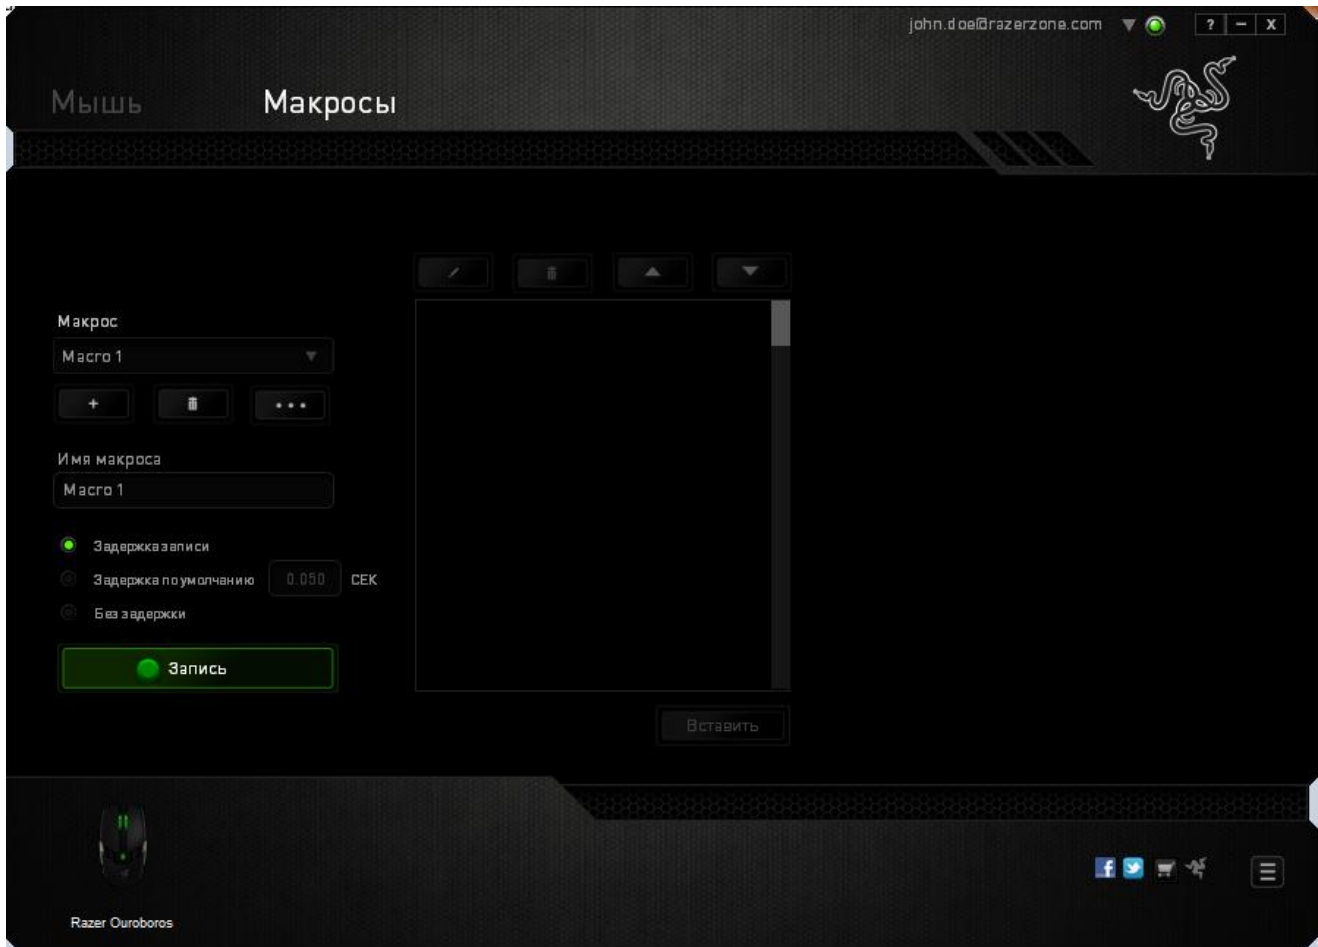 john.doe@razerzone.com
? – X
Мышь Макросы
Макрос
Macro 1
+
Имя макроса
Macro 1
Задержка записи
Задержка по умолчанию 0.050 СЕК
Без задержки
Запись
Вставить
Razer Ouroboros